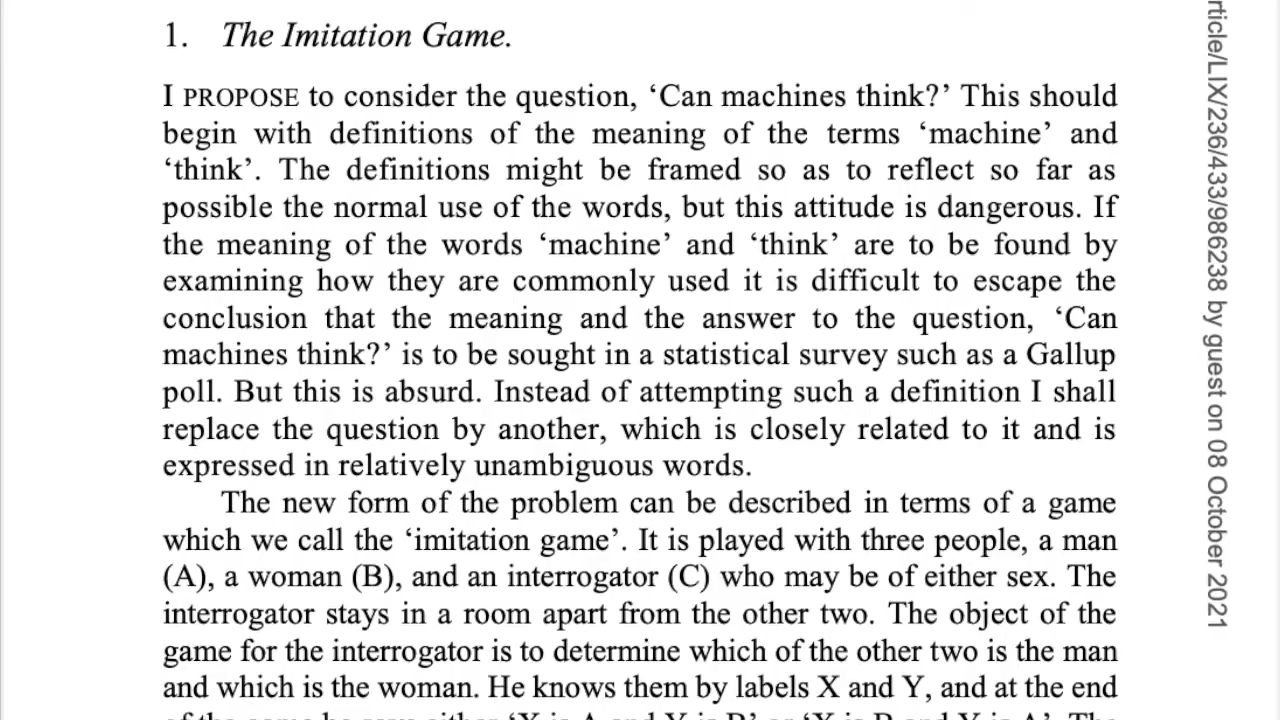 1. The Imitation Game.
I PROPOSE to consider the question, ‘Can machines think?’ This should
begin with definitions of the meaning of the terms ‘machine’ and
‘think’. The definitions might be framed so as to reflect so far as
possible the normal use of the words, but this attitude is dangerous. If
the meaning of the words ‘machine’ and ‘think’ are to be found by
examining how they are commonly used it is difficult to escape the
conclusion that the meaning and the answer to the question, ‘Can
machines think?’ is to be sought in a statistical survey such as a Gallup
poll. But this is absurd. Instead of attempting such a definition I shall
replace the question by another, which is closely related to it and is
expressed in relatively unambiguous words.
The new form of the problem can be described in terms of a game
which we call the ‘imitation game’. It is played with three people, a man
(A), a woman (B), and an interrogator (C) who may be of either sex. The
interrogator stays in a room apart from the other two. The object of the
game for the interrogator is to determine which of the other two is the man
and which is the woman. He knows them by labels X and Y, and at the end
rticle/LIX/236/433/986238 by guest on 08 October 2021